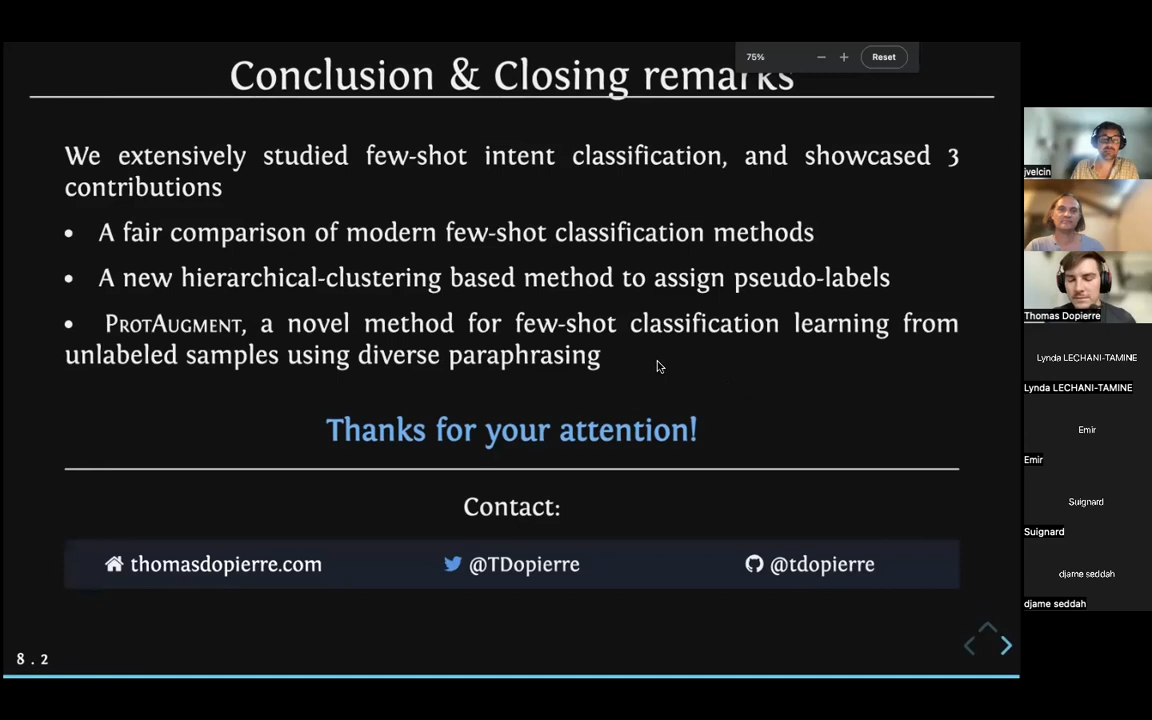 75%
Reset
Conclusion & Closing remarks
We extensively studied few-shot intent classification, and showcased 3
contributions
• A fair comparison of modern few-shot classification methods
• A new hierarchical-clustering based method to assign pseudo-labels
• ProtAugment, a novel method for few-shot classification learning from
unlabeled samples using diverse paraphrasing
Thanks for your attention!
Contact:
thomasdopierre.com @TDopierre @tdopierre
8.2
jvelcin
Thomas Dopierre
Lynda LECHANI-TAMINE
Lynda LECHANI-TAMINE
Emir
Emir
Suignard
Suignard
djame seddah
djame seddah